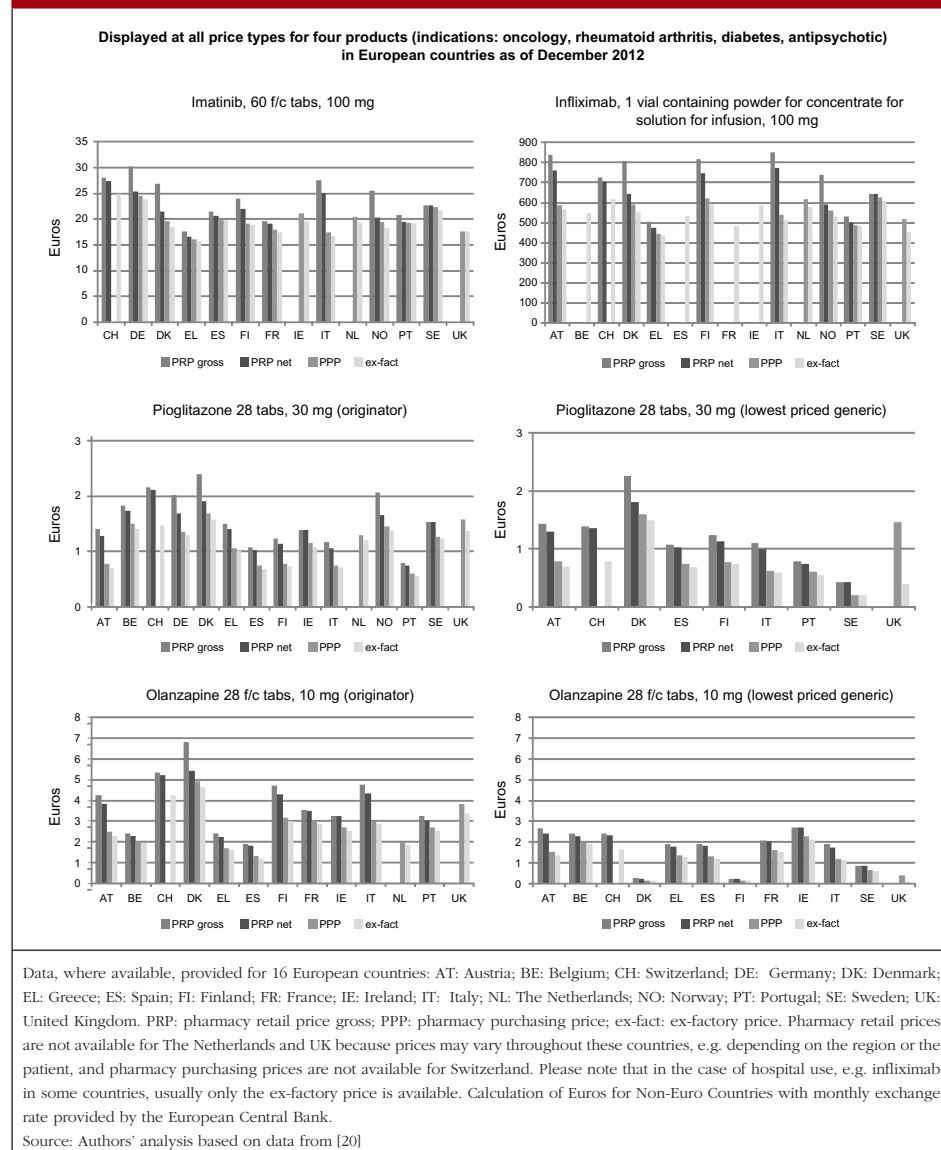 Displayed at all price types for four products (indications: oncology, rheumatoid arthritis, diabetes, antipsychotic)
in European countries as of December 2012
Imatinib, 60 f/c tabs, 100 mg
35
30
25
20
15
10
5
0
Euros
CH DE DK EL ES FI FR IE IT NL NO PT SE UK
PRP gross PRP net PPP ex-fact
Infliximab, 1 vial containing powder for concentrate for
solution for infusion, 100 mg
900
800
700
600
500
400
300
200
100
0
Euros
AT BE CH DK EL ES FI FR IE IT NL NO PT SE UK
PRP gross PRP net PPP ex-fact
Pioglitazone 28 tabs, 30 mg (originator)
3
2
1
0
Euros
AT BE CH DE DK EL ES FI IE IT NL NO PT SE UK
PRP gross PRP net PPP ex-fact
Pioglitazone 28 tabs, 30 mg (lowest priced generic)
3
2
1
0
Euros
AT CH DK ES FI IT PT SE UK
PRP gross PRP net PPP ex-fact
Olanzapine 28 f/c tabs, 10 mg (originator)
8
7
6
5
4
3
2
1
0
Euros
AT BE CH DK EL ES FI FR IE IT NL PT UK
PRP gross PRP net PPP ex-fact
Olanzapine 28 f/c tabs, 10 mg (lowest priced generic)
8
7
6
5
4
3
2
1
0
Euros
AT BE CH DK EL ES FI FR IE IT SE UK
PRP gross PRP net PPP ex-fact
Data, where available, provided for 16 European countries: AT: Austria; BE: Belgium; CH: Switzerland; DE: Germany; DK: Denmark;
EL: Greece; ES: Spain; FI: Finland; FR: France; IE: Ireland; IT: Italy; NL: The Netherlands; NO: Norway; PT: Portugal; SE: Sweden; UK:
United Kingdom. PRP: pharmacy retail price gross; PPP: pharmacy purchasing price; ex-fact: ex-factory price. Pharmacy retail prices
are not available for The Netherlands and UK because prices may vary throughout these countries, e.g. depending on the region or the
patient, and pharmacy purchasing prices are not available for Switzerland. Please note that in the case of hospital use, e.g. infliximab
in some countries, usually only the ex-factory price is available. Calculation of Euros for Non-Euro Countries with monthly exchange
rate provided by the European Central Bank.
Source: Authors' analysis based on data from [20]